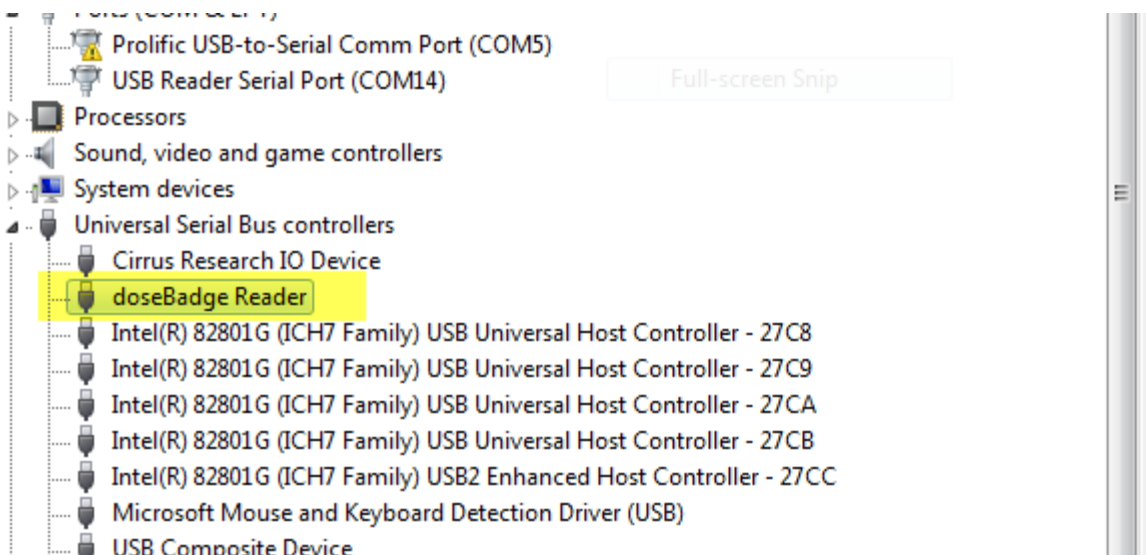 Ports (COM & LPT)
Prolific USB-to-Serial Comm Port (COM5)
USB Reader Serial Port (COM14)
Full-screen Snip
Processors
Sound, video and game controllers
System devices
Universal Serial Bus controllers
Cirrus Research IO Device
doseBadge Reader
Intel(R) 82801G (ICH7 Family) USB Universal Host Controller - 27C8
Intel(R) 82801G (ICH7 Family) USB Universal Host Controller - 27C9
Intel(R) 82801G (ICH7 Family) USB Universal Host Controller - 27CA
Intel(R) 82801G (ICH7 Family) USB Universal Host Controller - 27CB
Intel(R) 82801G (ICH7 Family) USB2 Enhanced Host Controller - 27CC
Microsoft Mouse and Keyboard Detection Driver (USB)
USB Composite Device